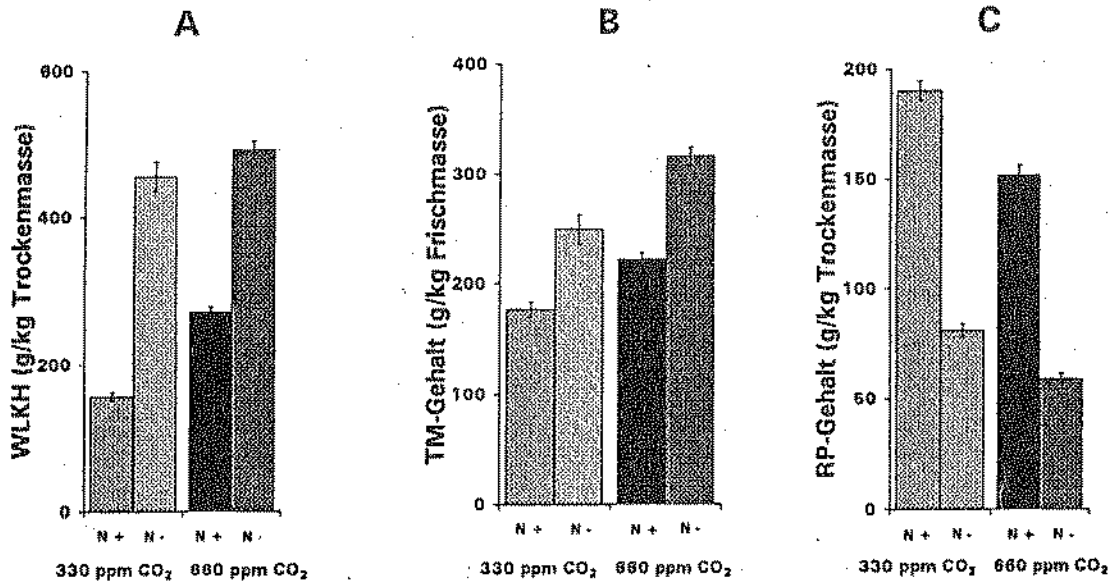 A
WLKH (g/kg Trockenmasse)
600
400
200
0
N + N - N + N -
330 ppm CO₂ 660 ppm CO₂
B
TM-Gehalt (g/kg Frischmasse)
400
300
200
100
0
N + N - N + N -
330 ppm CO₂ 660 ppm CO₂
C
RP-Gehalt (g/kg Trockenmasse)
200
150
100
50
0
N + N - N + N -
330 ppm CO₂ 660 ppm CO₂